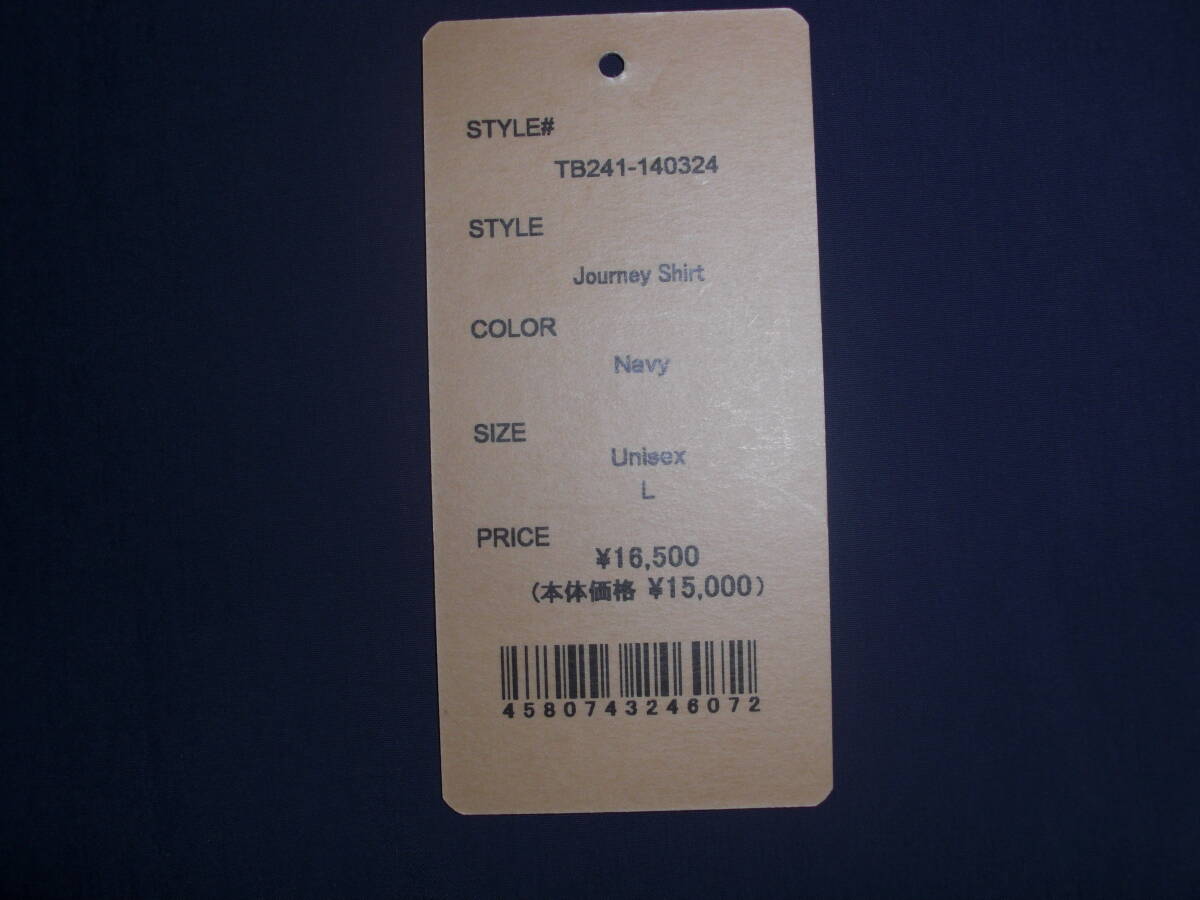 STYLE#
TB241-140324
STYLE
Journey Shirt
COLOR
Navy
SIZE
Unisex
L
PRICE
¥16,500
(本体価格 ¥15,000)
4580743246072